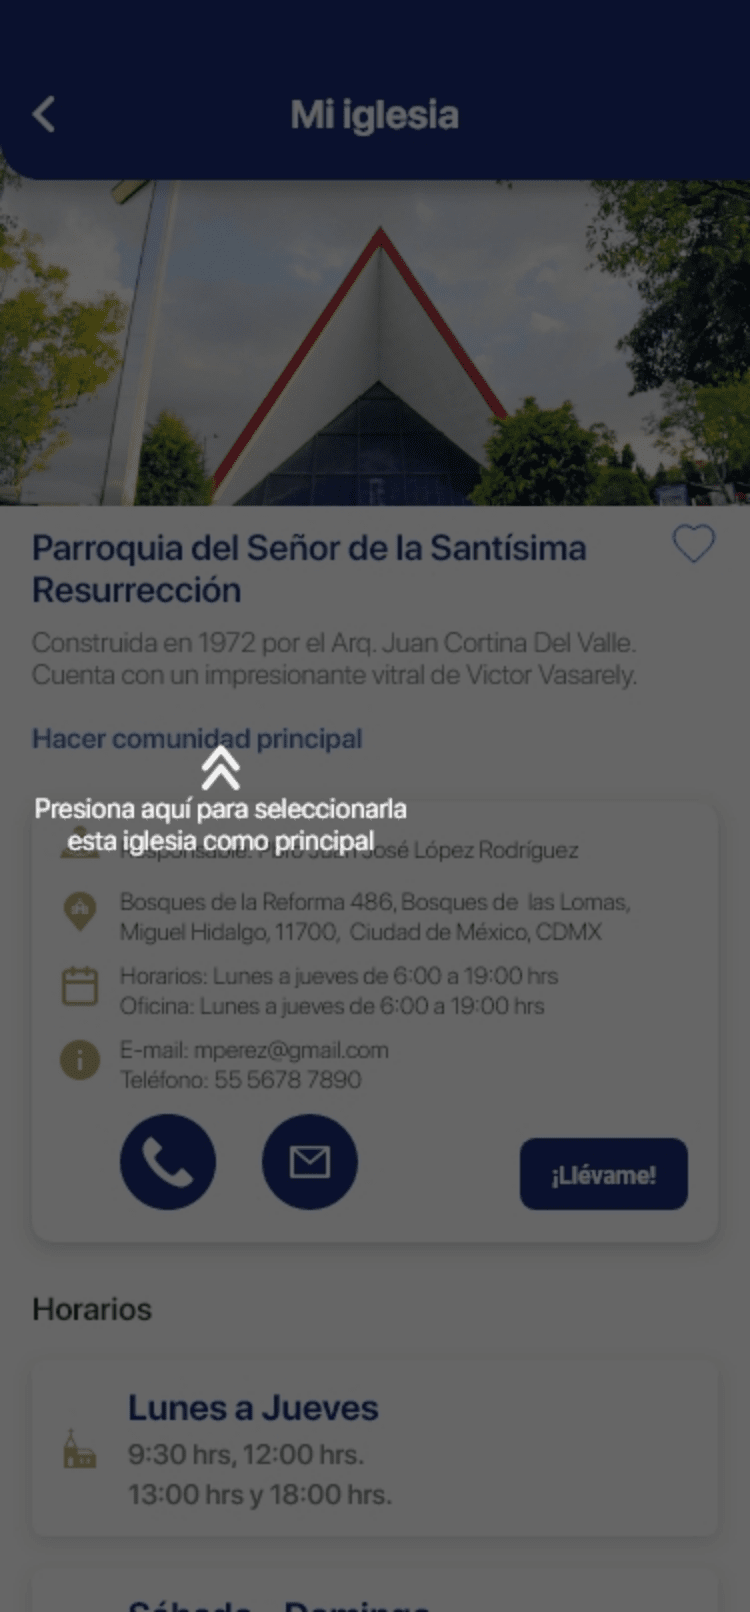 Mi iglesia
Parroquia del Señor de la Santísima
Resurrección
Construida en 1972 por el Arq. Juan Cortina Del Valle.
Cuenta con un impresionante vitral de Victor Vasarely.
Hacer comunidad principal
Presiona aquí para seleccionarla
esta iglesia como principal
Responsable: Pbro Juan José López Rodríguez
Bosques de la Reforma 486, Bosques de las Lomas,
Miguel Hidalgo, 11700, Ciudad de México, CDMX
Horarios: Lunes a jueves de 6:00 a 19:00 hrs
Oficina: Lunes a jueves de 6:00 a 19:00 hrs
E-mail: mperez@gmail.com
Teléfono: 55 5678 7890
¡Llévame!
Horarios
Lunes a Jueves
9:30 hrs, 12:00 hrs.
13:00 hrs y 18:00 hrs.
Sábado - Domingo